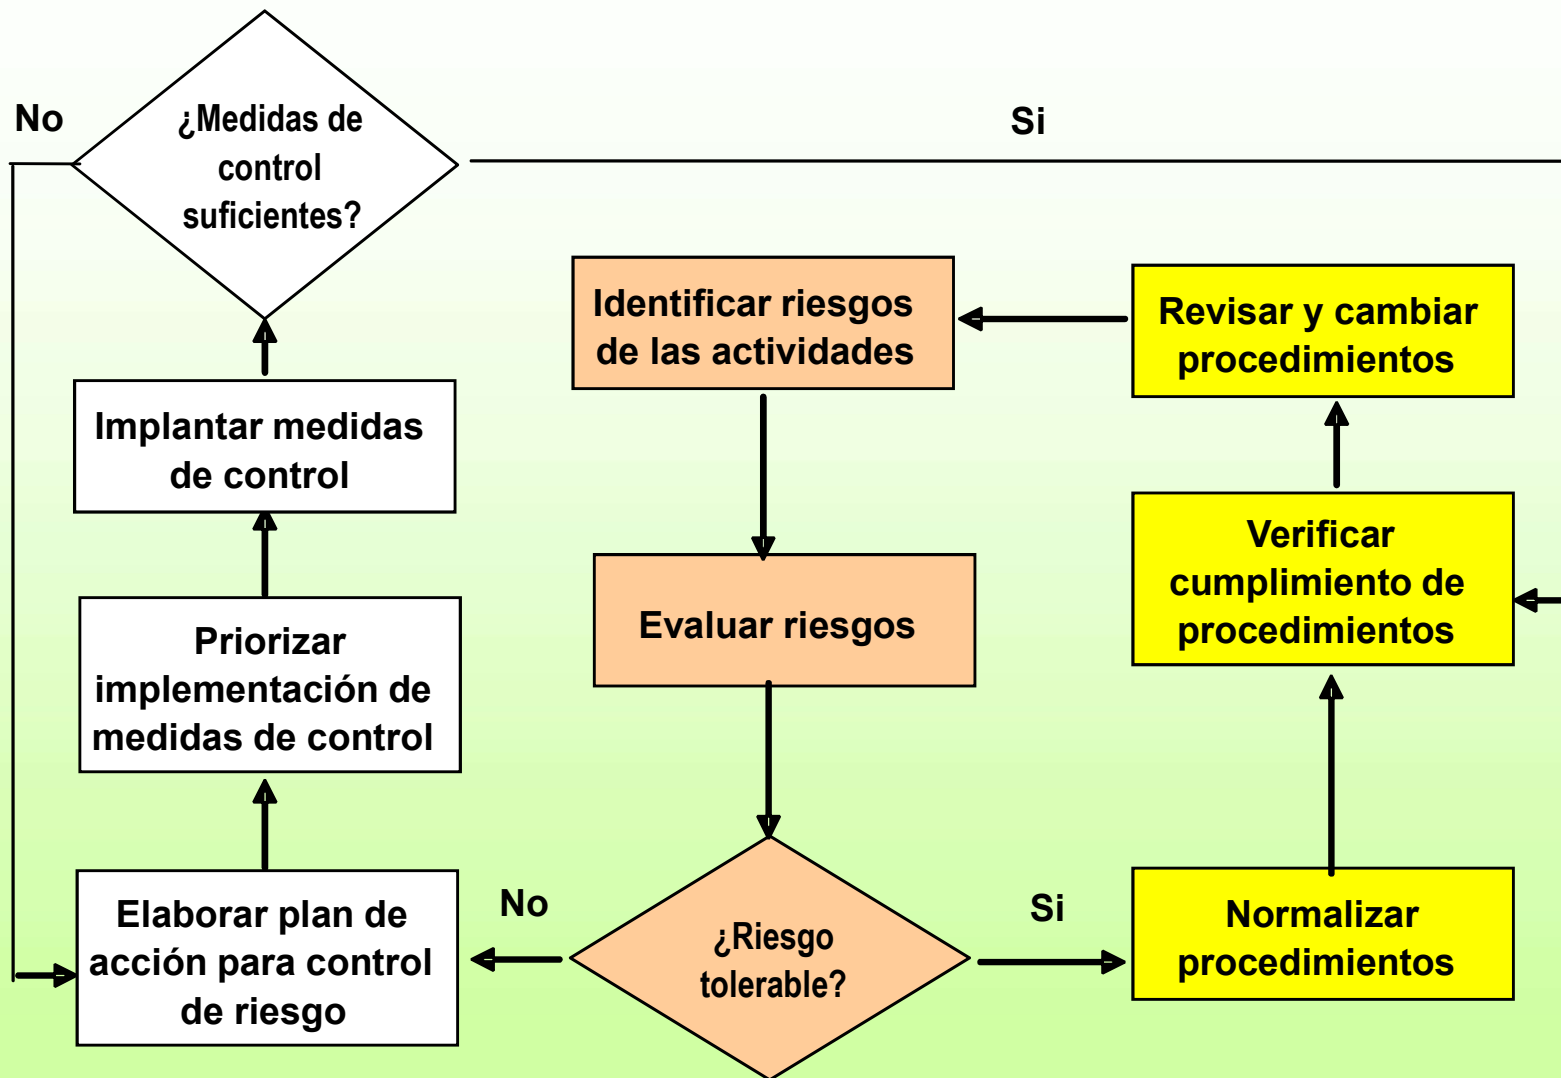 No
¿Medidas de
control
suficientes?
Si
Identificar riesgos
de las actividades
Revisar y cambiar
procedimientos
Implantar medidas
de control
Verificar
cumplimiento de
procedimientos
Evaluar riesgos
Priorizar
implementación de
medidas de control
Elaborar plan de
acción para control
de riesgo
No
¿Riesgo
tolerable?
Si
Normalizar
procedimientos